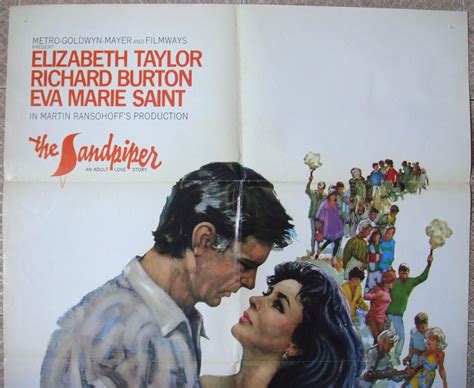 METRO-GOLDWYN-MAYER AND FILMWAYS
PRESENT
ELIZABETH TAYLOR
RICHARD BURTON
EVA MARIE SAINT
IN MARTIN RANSOHOFF'S PRODUCTION
the Sandpiper
AN ADULT LOVE STORY